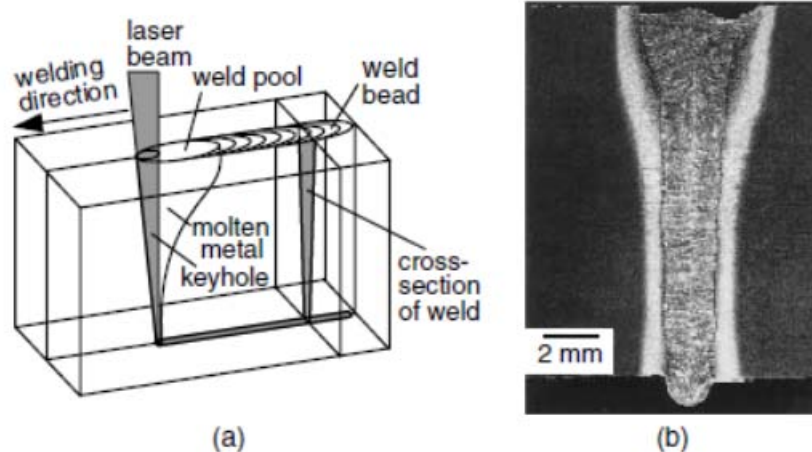 laser
beam
welding
direction
weld pool
weld
bead
molten
metal
keyhole
cross-
section
of weld
2 mm
(a)
(b)